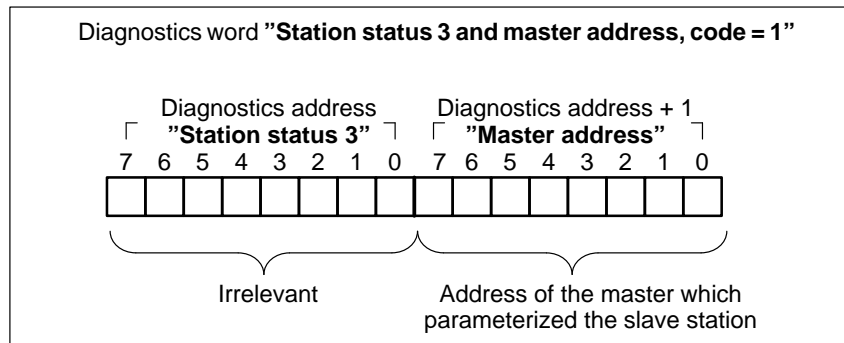 Diagnostics word ”Station status 3 and master address, code = 1”
Diagnostics address Diagnostics address + 1
”Station status 3” ”Master address”
7 6 5 4 3 2 1 0 7 6 5 4 3 2 1 0
Irrelevant Address of the master which
parameterized the slave station